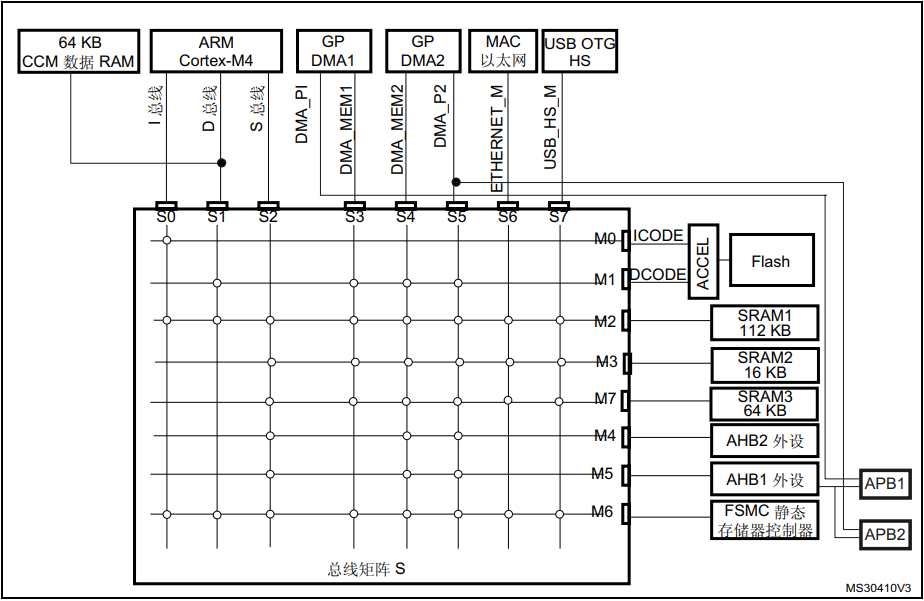 64 KB
CCM 数据 RAM
ARM
Cortex-M4
GP
DMA1
GP
DMA2
MAC
以太网
USB OTG
HS
I 总线
D 总线
S 总线
DMA_PI
DMA_MEM1
DMA_MEM2
DMA_P2
ETHERNET_M
USB_HS_M
S0
S1
S2
S3
S4
S5
S6
S7
M0
ICODE
ACCEL
Flash
M1
DCODE
M2
SRAM1
112 KB
M3
SRAM2
16 KB
M7
SRAM3
64 KB
M4
AHB2 外设
M5
AHB1 外设
APB1
M6
FSMC 静态
存储器控制器
APB2
总线矩阵 S
MS30410V3